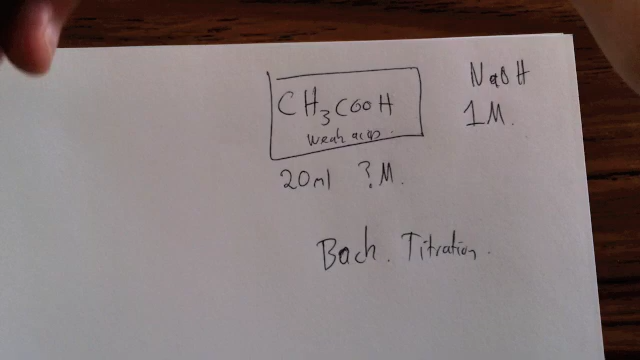 CH3COOH
weak acid.
20ml ?M.
NaOH
1M.
Back. Titration.